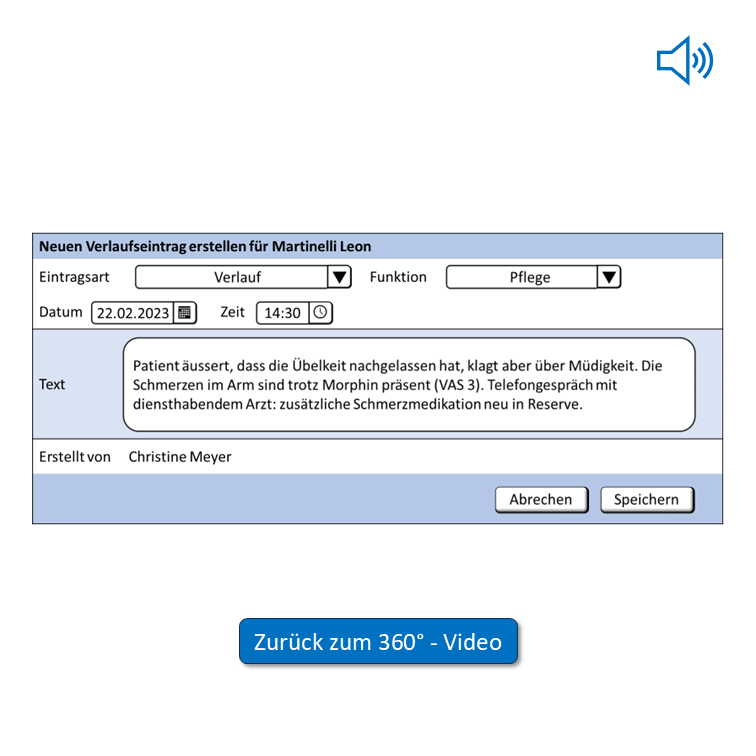 Neuen Verlaufseintrag erstellen für Martinelli Leon
Eintragsart Verlauf Funktion Pflege
Datum 22.02.2023 Zeit 14:30
Text
Patient äussert, dass die Übelkeit nachgelassen hat, klagt aber über Müdigkeit. Die
Schmerzen im Arm sind trotz Morphin präsent (VAS 3). Telefongespräch mit
diensthabendem Arzt: zusätzliche Schmerzmedikation neu in Reserve.
Erstellt von Christine Meyer
Abrechen Speichern
Zurück zum 360° - Video